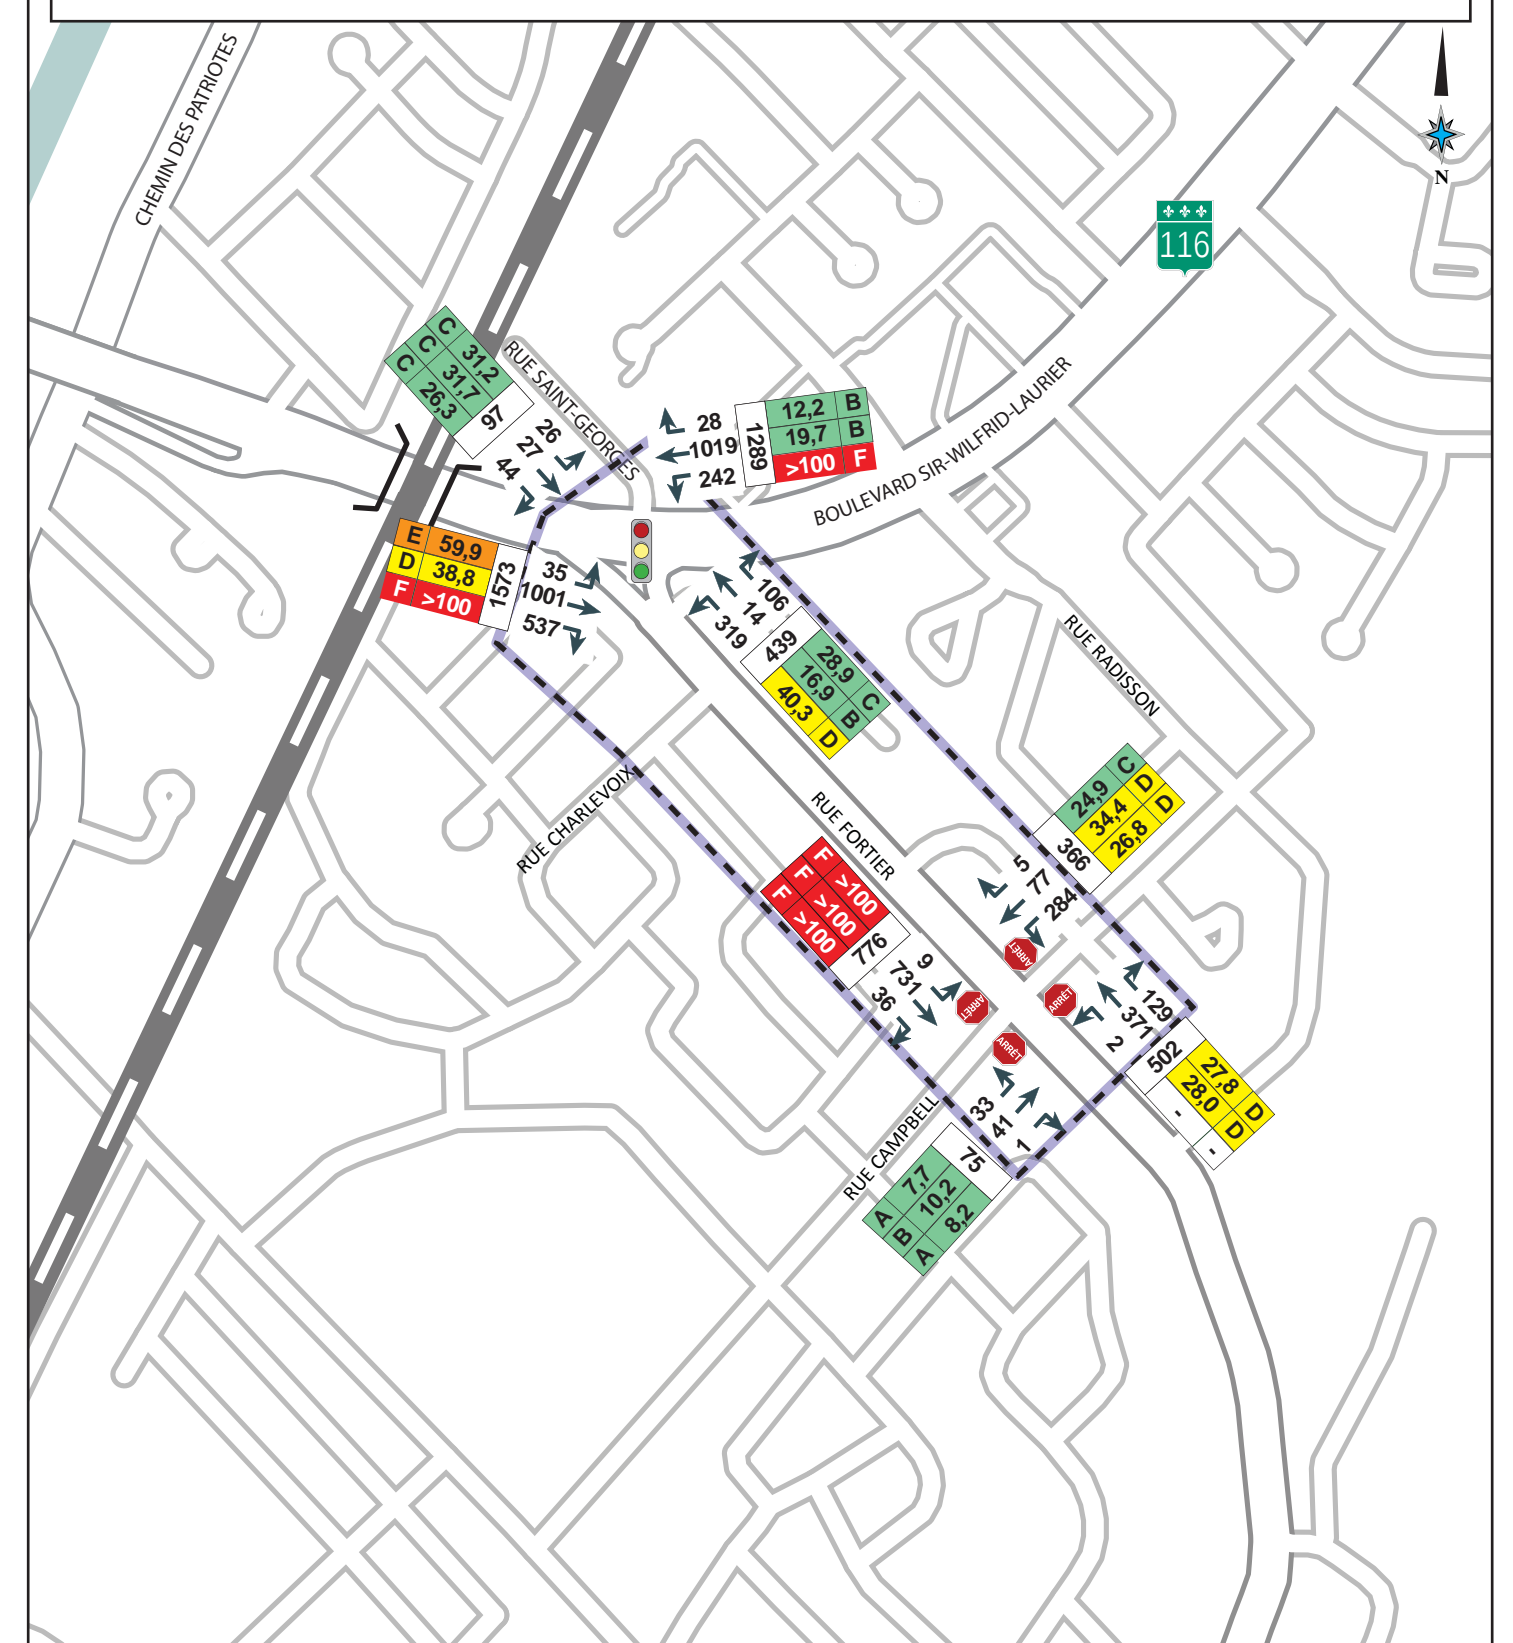 CHEMIN DES PATRIOTES
N
116
C 31,2
C 31,7
C 26,3
97
26
27
44
RUE SAINT-GEORGES
28
1019
242
1289
12,2 B
19,7 B
>100 F
BOULEVARD SIR-WILFRID-LAURIER
E 59,9
D 38,8
F >100
1573
35
1001
537
106
14
319
439
28,9 C
16,9 B
40,3 D
RUE RADISSON
RUE CHARLEVOIX
RUE FORTIER
24,9 C
34,4 D
26,8 D
366
5
77
284
F >100
F >100
F >100
776
9
731
36
ARRÊT
ARRÊT
ARRÊT
ARRÊT
129
371
2
502
27,8 D
28,0 D
- -
33
41
1
75
RUE CAMPBELL
A 7,7
B 10,2
A 8,2